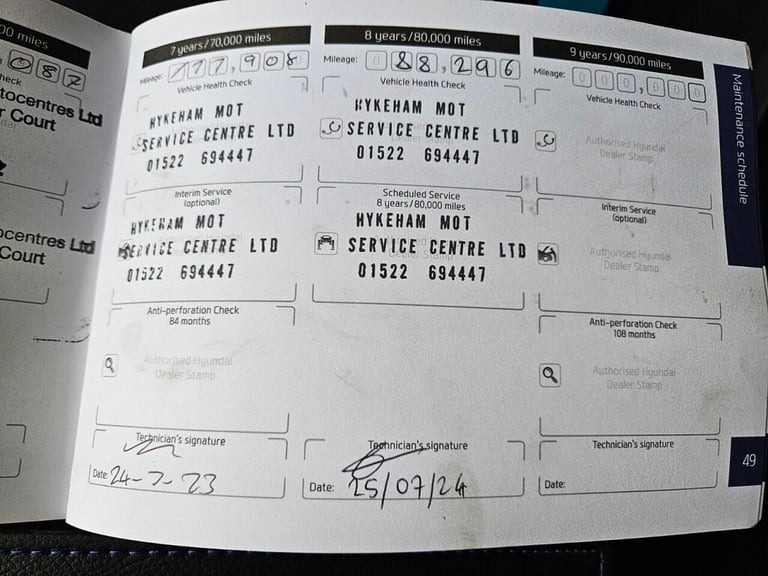 00 miles
082
heck
tocentres Ltd
r Court
ocentres Ltd
Court
7 years/70,000 miles
Mileage: /77,908
Vehicle Health Check
HYKEHAM MOT
SERVICE CENTRE LTD
01522 694447
Interim Service
(optional)
HYKEHAM MOT
SERVICE CENTRE LTD
01522 694447
Anti-perforation Check
84 months
Authorised Hyundai
Dealer Stamp
Technician's signature
Date: 24-7-23
8 years/80,000 miles
Mileage: 088,296
Vehicle Health Check
HYKEHAM MOT
SERVICE CENTRE LTD
01522 694447
Scheduled Service
8 years/80,000 miles
HYKEHAM MOT
SERVICE CENTRE LTD
01522 694447
Technician's signature
Date: 25/07/24
9 years/90,000 miles
Mileage: 000,000
Vehicle Health Check
Authorised Hyundai
Dealer Stamp
Interim Service
(optional)
Authorised Hyundai
Dealer Stamp
Anti-perforation Check
108 months
Authorised Hyundai
Dealer Stamp
Technician's signature
Date:
Maintenance schedule
49